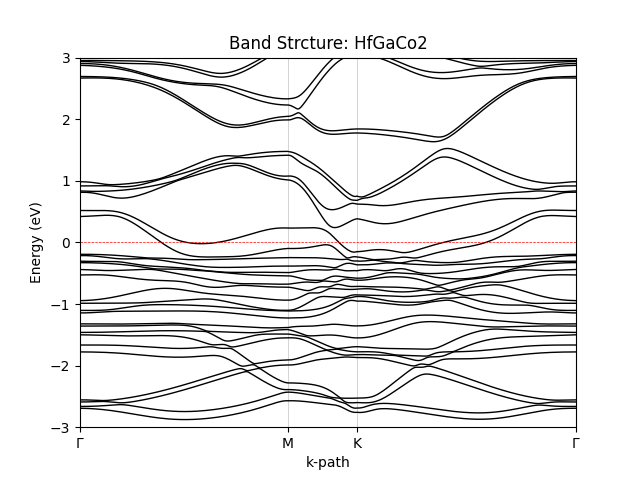 Band Strcture: HfGaCo2
Energy (eV)
3
2
1
0
−1
−2
−3
Γ M K Γ
k-path